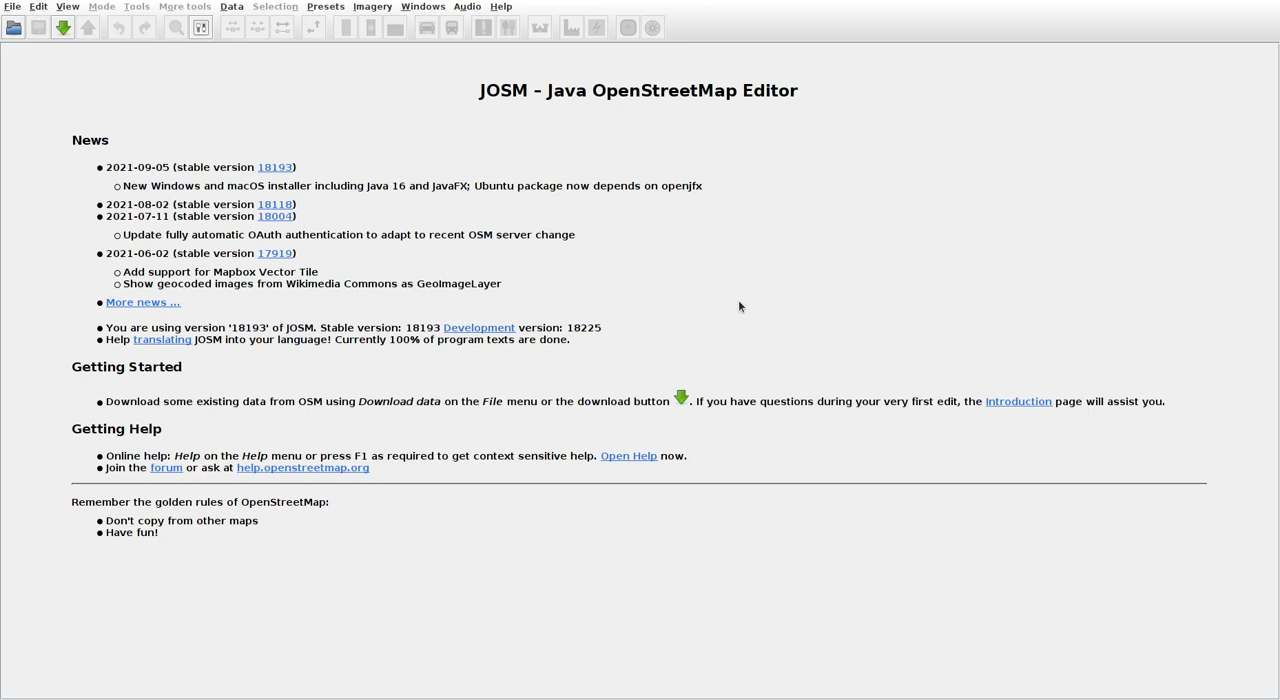 File Edit View Mode Tools More tools Data Selection Presets Imagery Windows Audio Help
JOSM – Java OpenStreetMap Editor
News
2021-09-05 (stable version 18193)
New Windows and macOS installer including Java 16 and JavaFX; Ubuntu package now depends on openjfx
2021-08-02 (stable version 18118)
2021-07-11 (stable version 18004)
Update fully automatic OAuth authentication to adapt to recent OSM server change
2021-06-02 (stable version 17919)
Add support for Mapbox Vector Tile
Show geocoded images from Wikimedia Commons as GeoImageLayer
More news ...
You are using version '18193' of JOSM. Stable version: 18193 Development version: 18225
Help translating JOSM into your language! Currently 100% of program texts are done.
Getting Started
Download some existing data from OSM using Download data on the File menu or the download button . If you have questions during your very first edit, the Introduction page will assist you.
Getting Help
Online help: Help on the Help menu or press F1 as required to get context sensitive help. Open Help now.
Join the forum or ask at help.openstreetmap.org
Remember the golden rules of OpenStreetMap:
Don't copy from other maps
Have fun!